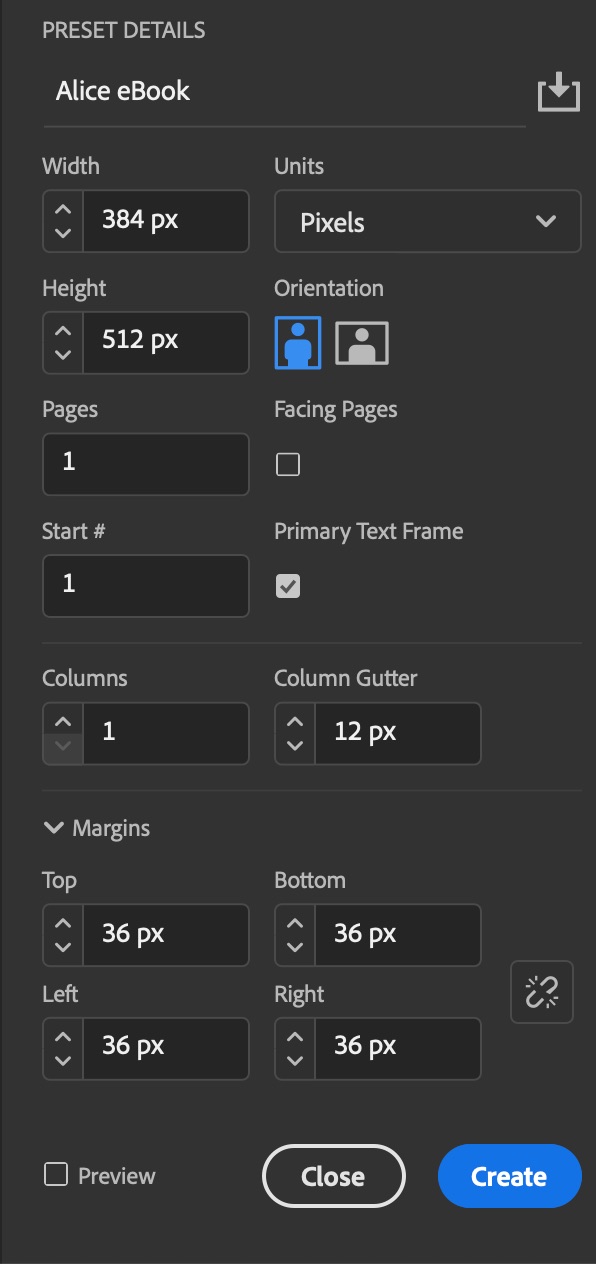 PRESET DETAILS
Alice eBook
Width Units
384 px Pixels
Height Orientation
512 px
Pages Facing Pages
1
Start # Primary Text Frame
1
Columns Column Gutter
1 12 px
Margins
Top Bottom
36 px 36 px
Left Right
36 px 36 px
Preview Close Create